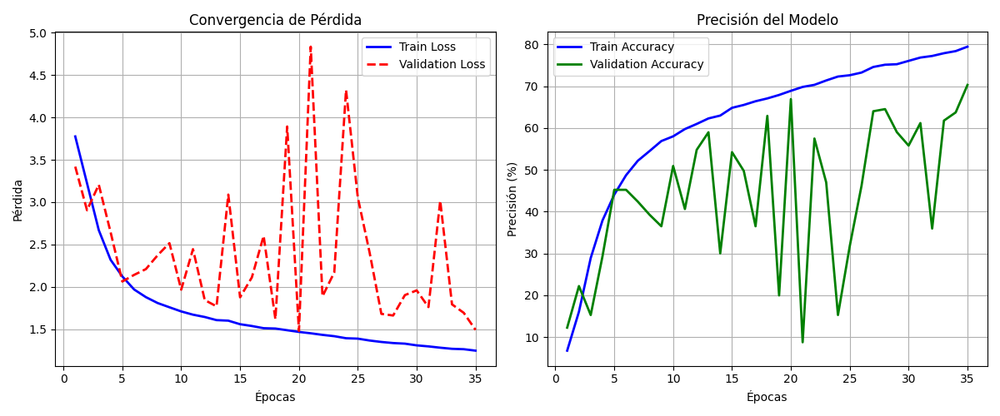 Convergencia de Pérdida
5.0
4.5
4.0
3.5
3.0
2.5
2.0
1.5
Pérdida
Train Loss
Validation Loss
0 5 10 15 20 25 30 35
Épocas
Precisión del Modelo
80
70
60
50
40
30
20
10
Precisión (%)
Train Accuracy
Validation Accuracy
0 5 10 15 20 25 30 35
Épocas